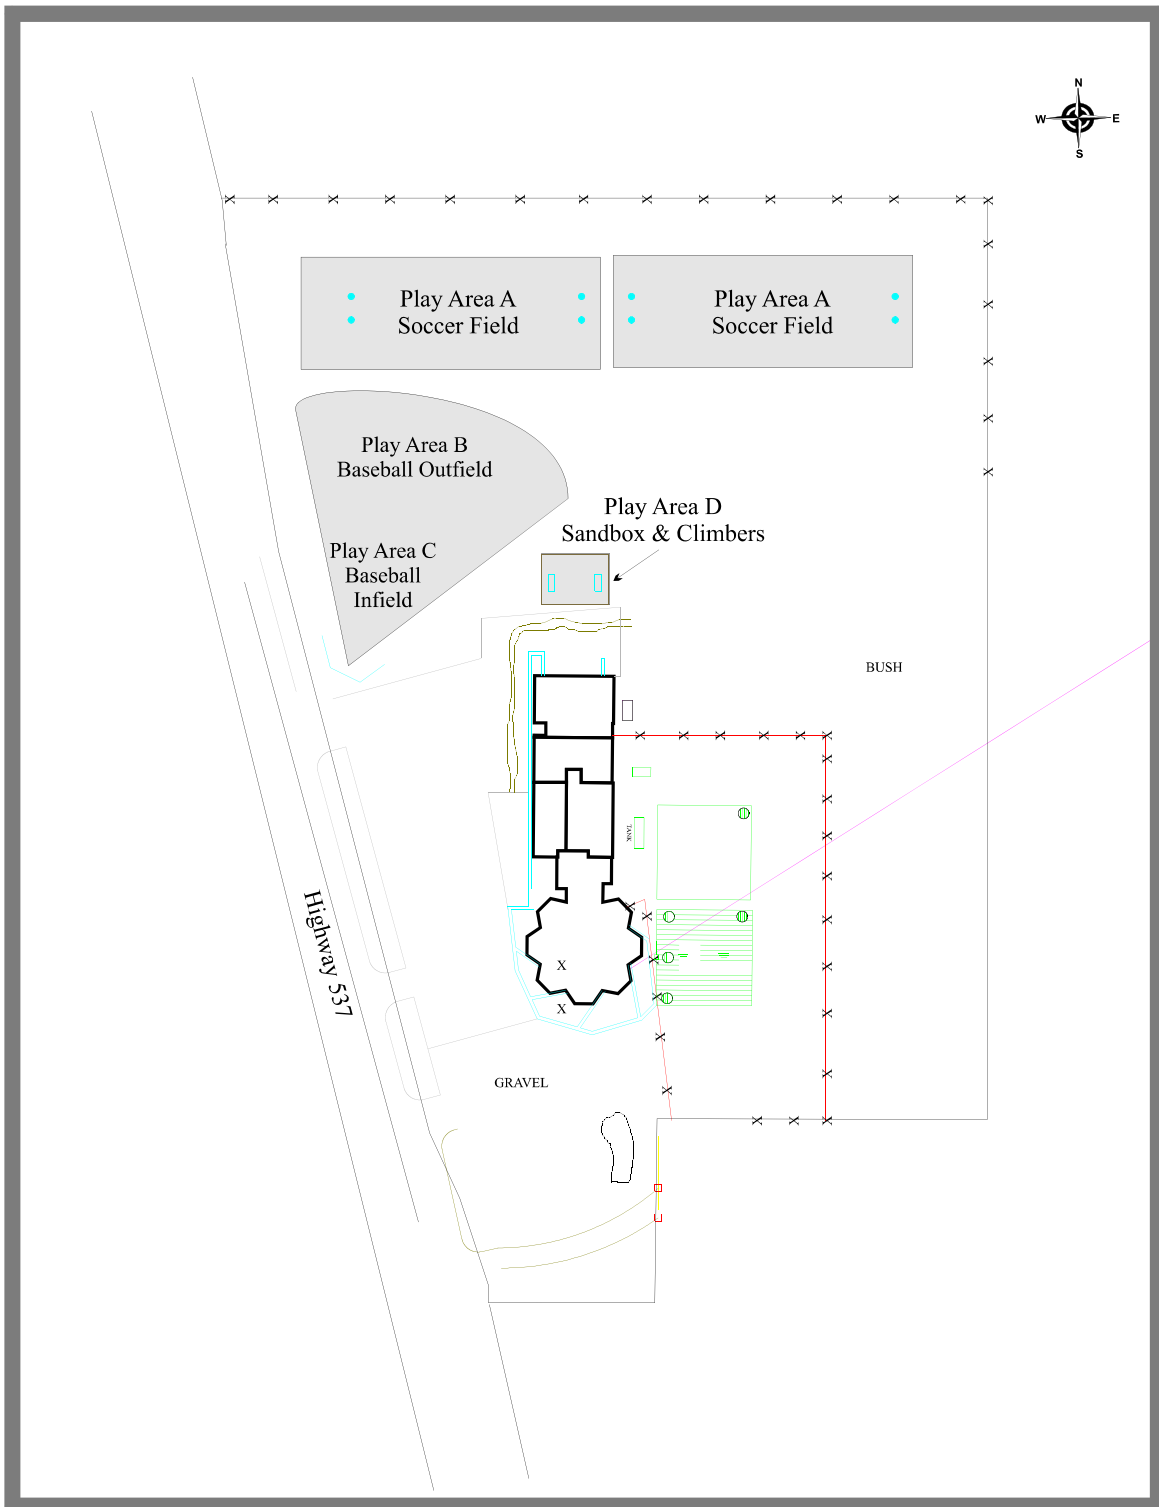 N
W E
S
Play Area A
Soccer Field
Play Area A
Soccer Field
Play Area B
Baseball Outfield
Play Area D
Sandbox & Climbers
Play Area C
Baseball
Infield
BUSH
TANK
Highway 537
X
X
GRAVEL